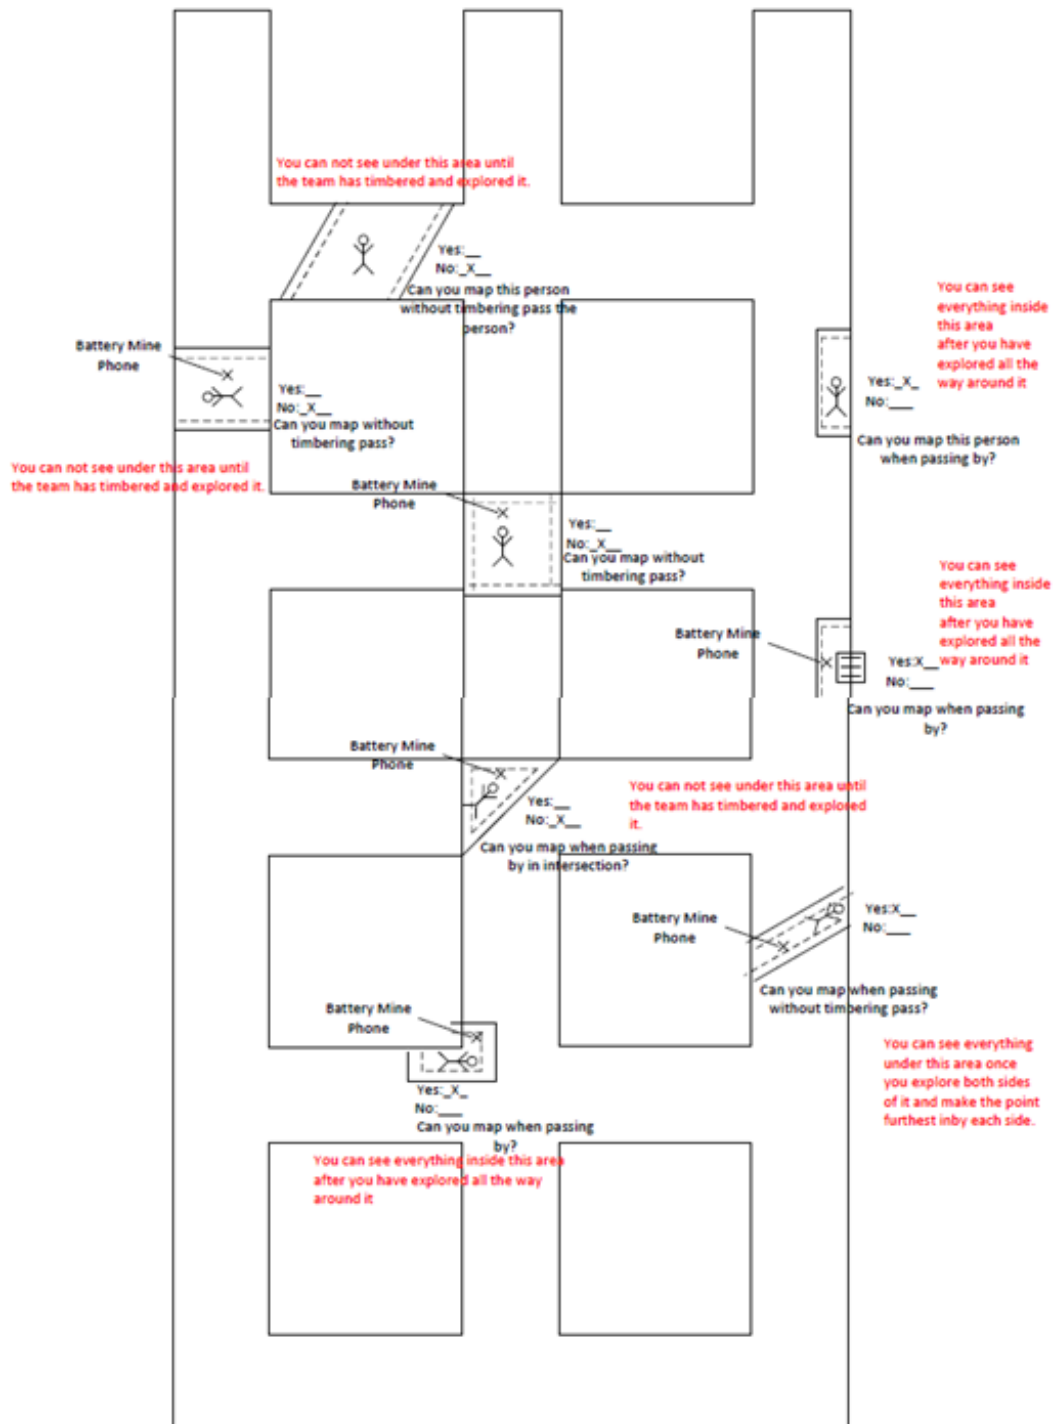 You can not see under this area until
the team has timbered and explored it.
Yes:__
No:_X__
Can you map this person
without timbering pass the
person?
You can see
everything inside
this area
after you have
explored all the
way around it
Battery Mine
Phone
Yes:__
No:_X__
Can you map without
timbering pass?
Yes:_X_
No:___
Can you map this person
when passing by?
You can not see under this area until
the team has timbered and explored it.
Battery Mine
Phone
Yes:__
No:_X__
Can you map without
timbering pass?
You can see
everything inside
this area
after you have
explored all the
way around it
Battery Mine
Phone
Yes:X__
No:___
Can you map when passing
by?
Battery Mine
Phone
Yes:__
No:_X__
Can you map when passing
by in intersection?
You can not see under this area until
the team has timbered and explored
it.
Battery Mine
Phone
Yes:X__
No:___
Can you map when passing
without timbering pass?
Battery Mine
Phone
Yes:_X_
No:___
Can you map when passing
by?
You can see everything
under this area once
you explore both sides
of it and make the point
furthest inby each side.
You can see everything inside this area
after you have explored all the way
around it